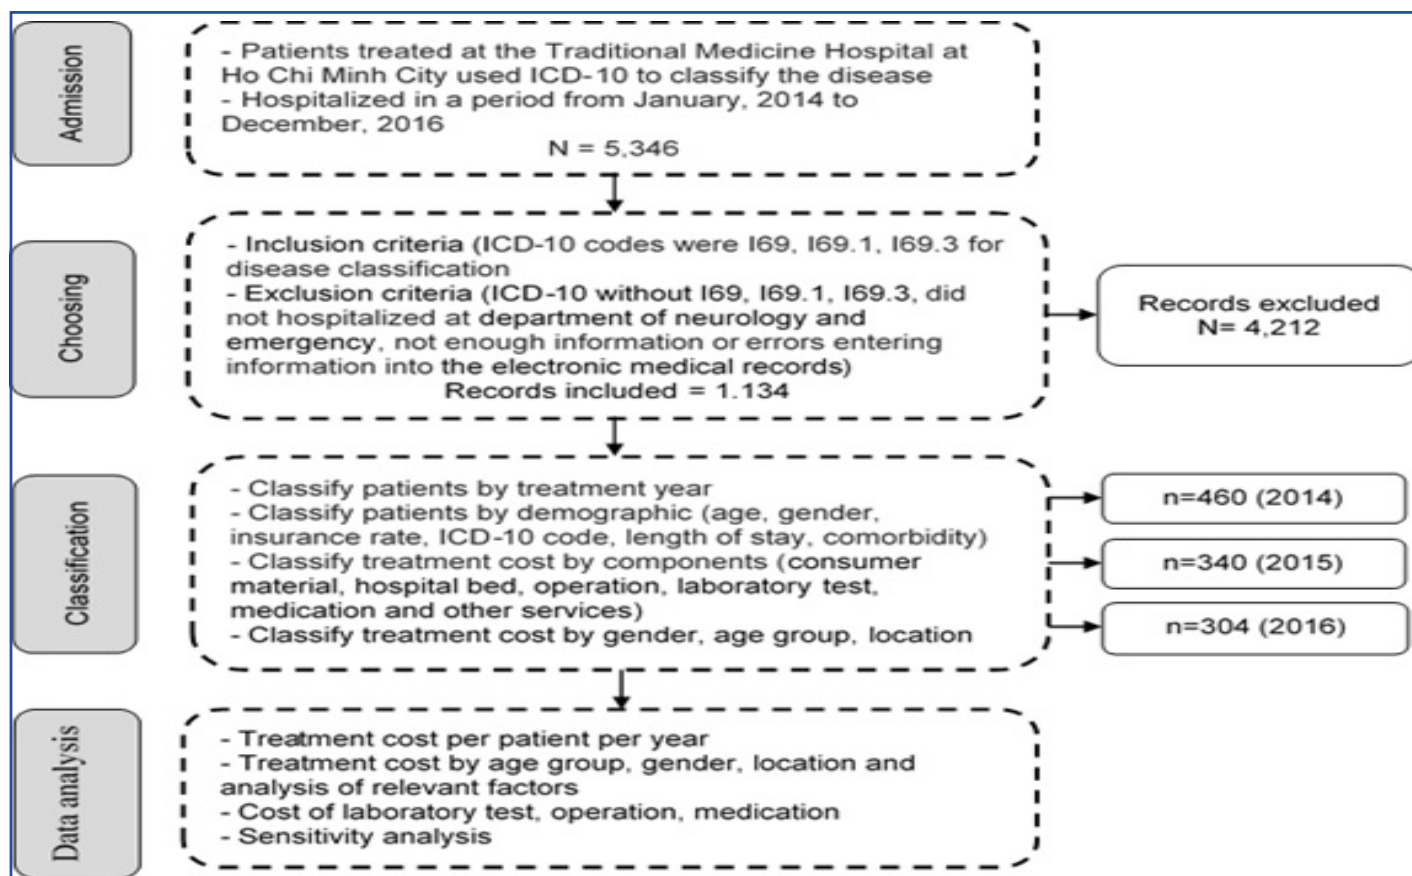 Admission
- Patients treated at the Traditional Medicine Hospital at
Ho Chi Minh City used ICD-10 to classify the disease
- Hospitalized in a period from January, 2014 to
December, 2016
N = 5,346
Choosing
- Inclusion criteria (ICD-10 codes were I69, I69.1, I69.3 for
disease classification
- Exclusion criteria (ICD-10 without I69, I69.1, I69.3, did
not hospitalized at department of neurology and
emergency, not enough information or errors entering
information into the electronic medical records)
Records included = 1.134
Records excluded
N= 4,212
Classification
- Classify patients by treatment year
- Classify patients by demographic (age, gender,
insurance rate, ICD-10 code, length of stay, comorbidity)
- Classify treatment cost by components (consumer
material, hospital bed, operation, laboratory test,
medication and other services)
- Classify treatment cost by gender, age group, location
n=460 (2014)
n=340 (2015)
n=304 (2016)
Data analysis
- Treatment cost per patient per year
- Treatment cost by age group, gender, location and
analysis of relevant factors
- Cost of laboratory test, operation, medication
- Sensitivity analysis